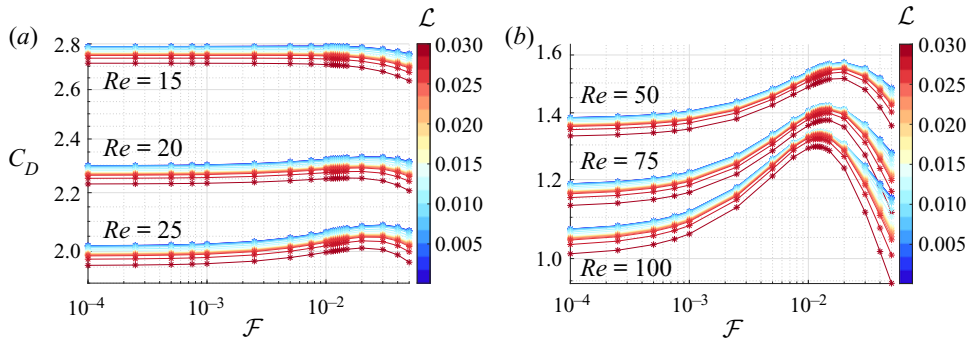 (a)
2.8
2.6
2.4
2.2
2.0
C_D
Re = 15
Re = 20
Re = 25
10⁻⁴
10⁻³
10⁻²
ℱ
ℒ
0.030
0.025
0.020
0.015
0.010
0.005
(b)
1.6
1.4
1.2
1.0
Re = 50
Re = 75
Re = 100
10⁻⁴
10⁻³
10⁻²
ℱ
ℒ
0.030
0.025
0.020
0.015
0.010
0.005